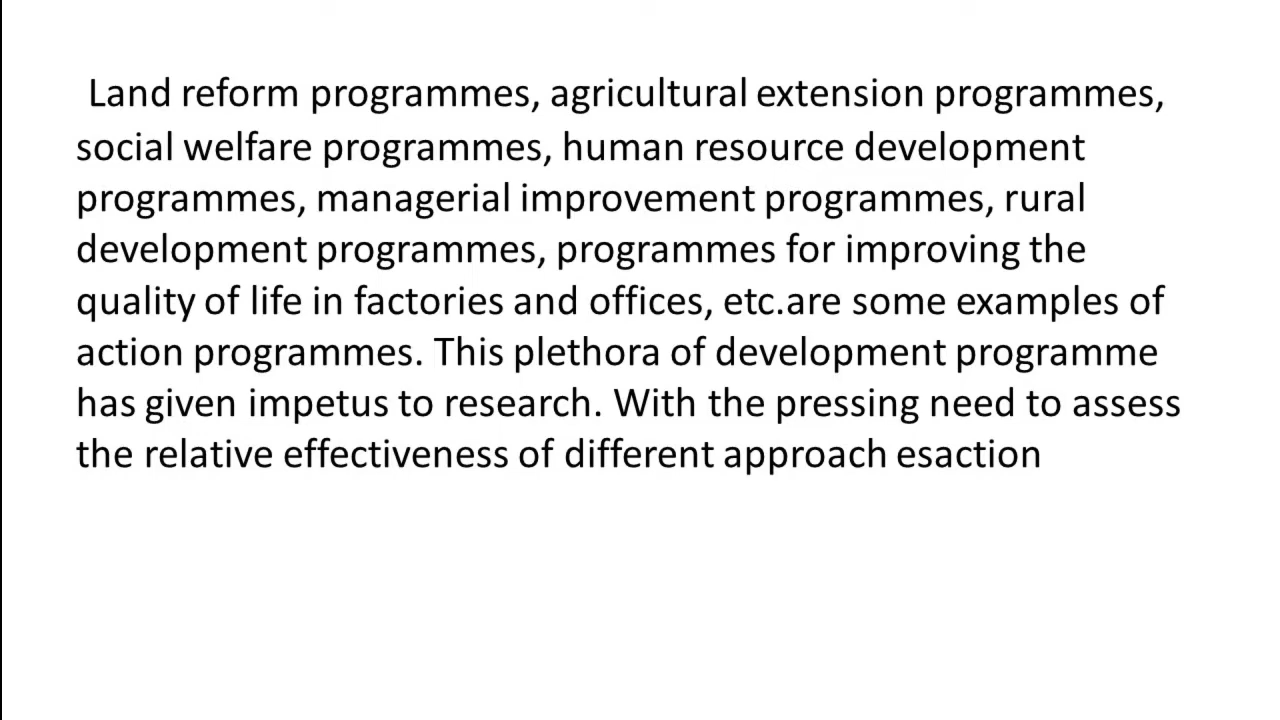 Land reform programmes, agricultural extension programmes,
social welfare programmes, human resource development
programmes, managerial improvement programmes, rural
development programmes, programmes for improving the
quality of life in factories and offices, etc.are some examples of
action programmes. This plethora of development programme
has given impetus to research. With the pressing need to assess
the relative effectiveness of different approach esaction